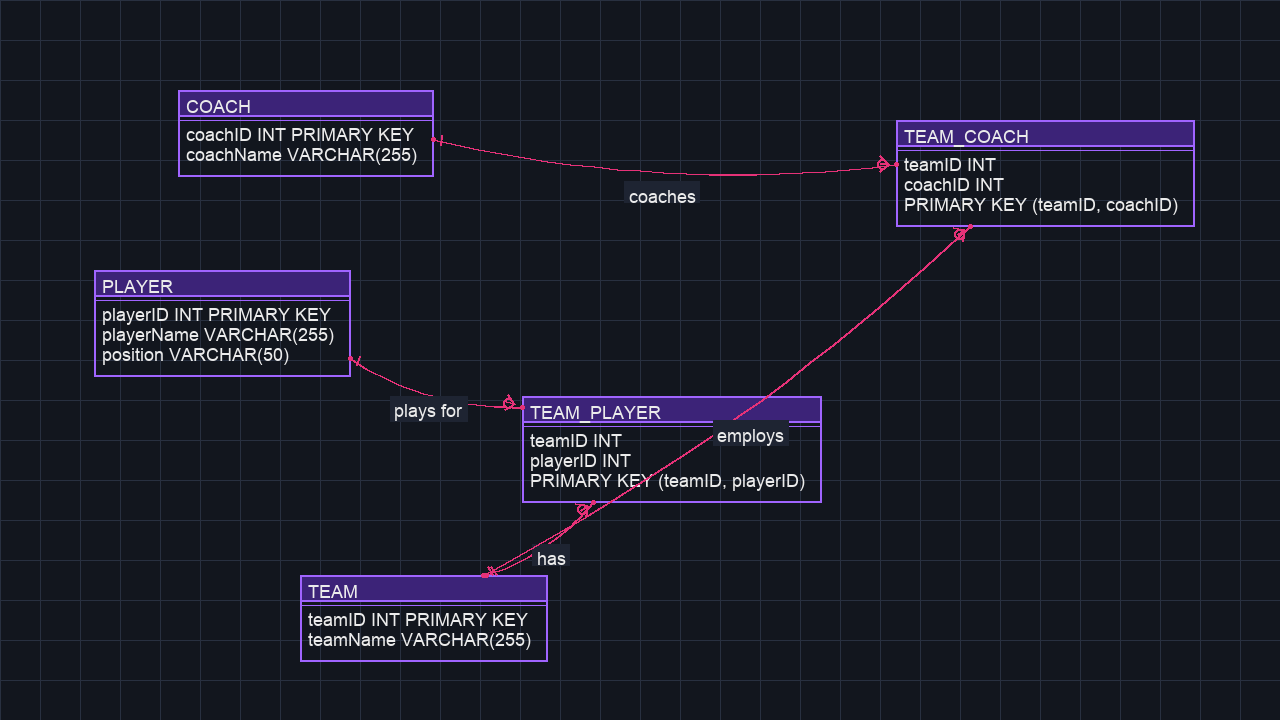 COACH
coachID INT PRIMARY KEY
coachName VARCHAR(255)
TEAM_COACH
teamID INT
coachID INT
PRIMARY KEY (teamID, coachID)
coaches
PLAYER
playerID INT PRIMARY KEY
playerName VARCHAR(255)
position VARCHAR(50)
plays for
TEAM_PLAYER
teamID INT
playerID INT
PRIMARY KEY (teamID, playerID)
employs
has
TEAM
teamID INT PRIMARY KEY
teamName VARCHAR(255)